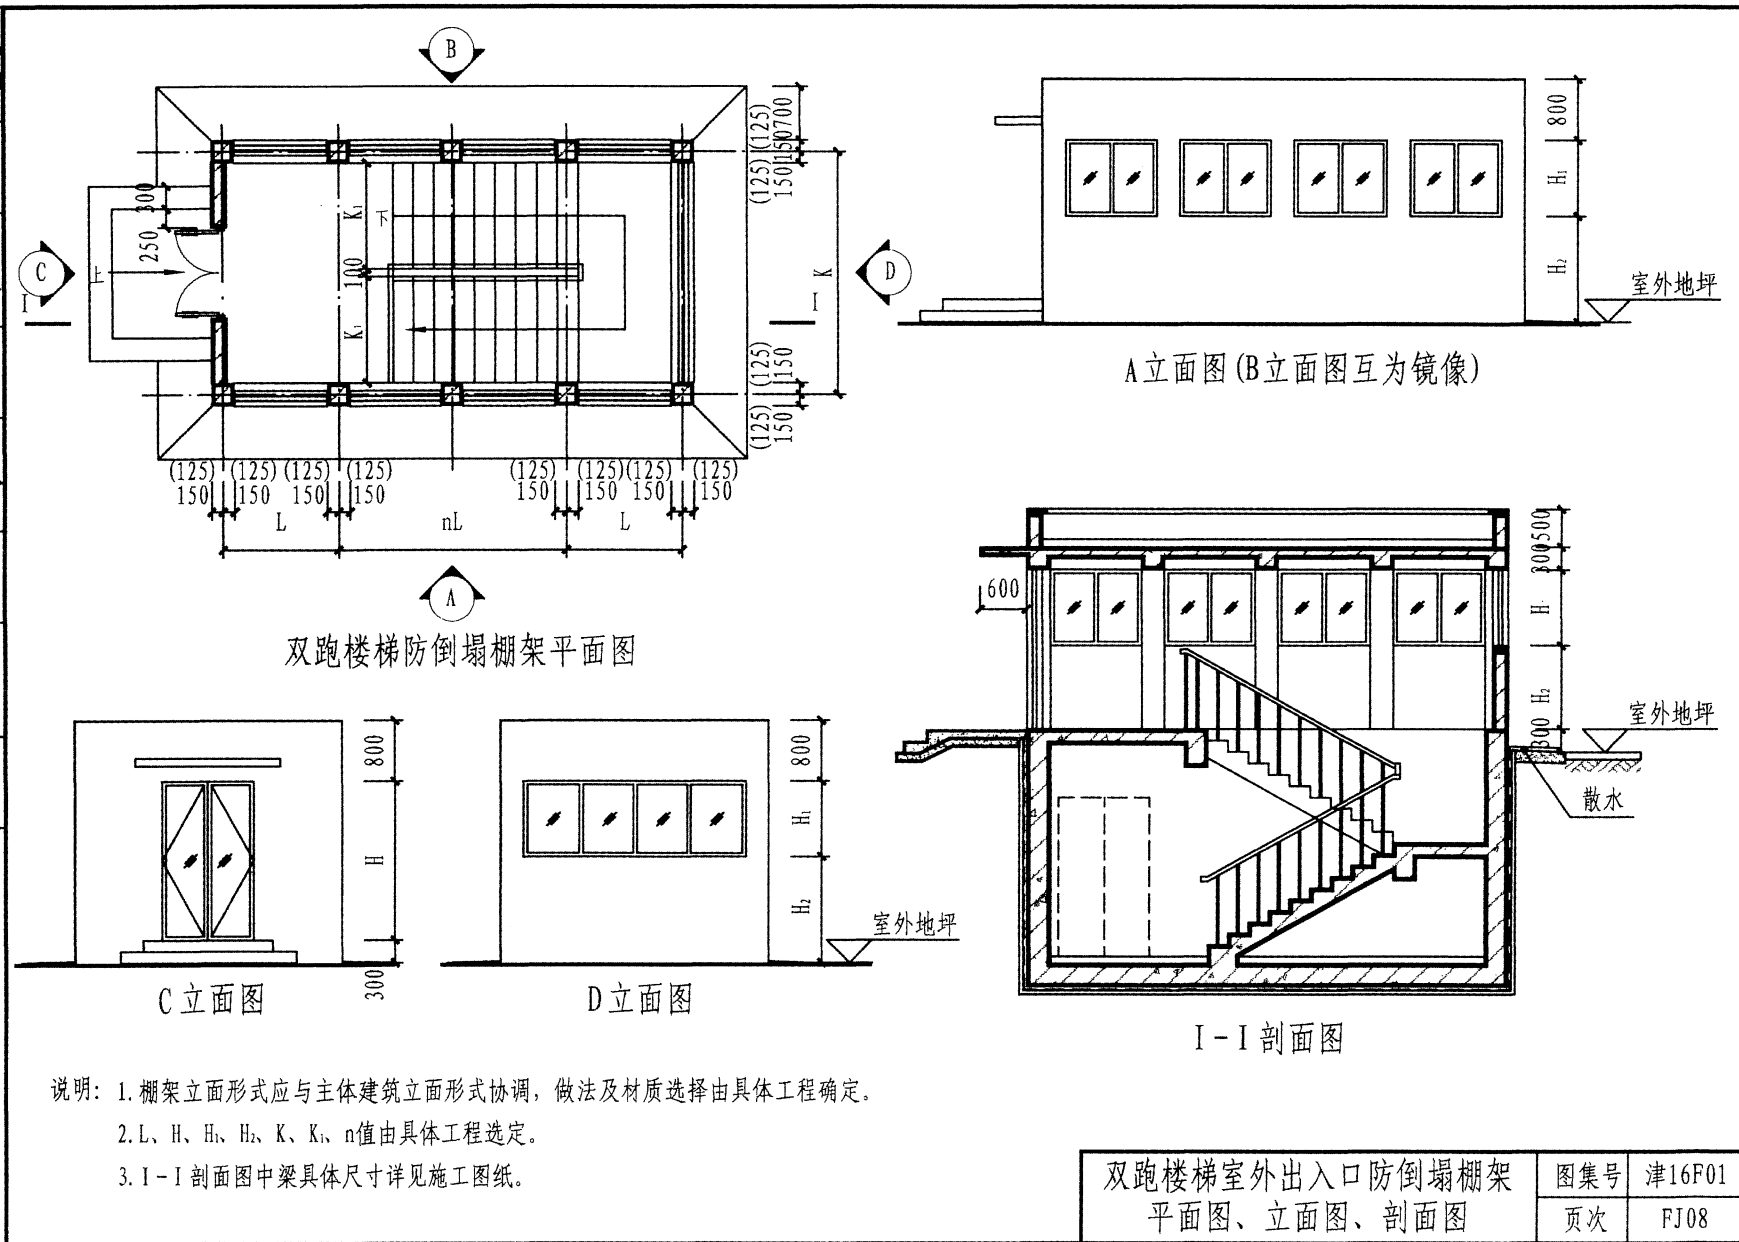 B
(125)
150
700
(125)
150
300
250
上
下
K₁
100
K₁
K
C
D
I
I
(125)
150
(125)
150
(125)
150
(125)
150
(125)
150
(125)
150
(125)
150
(125)
150
(125)
150
(125)
150
L
nL
L
A
双跑楼梯防倒塌棚架平面图
800
H₁
H₂
室外地坪
A立面图(B立面图互为镜像)
800
H
300
C立面图
800
H₁
H₂
室外地坪
D立面图
600
500
300
H
H₂
300
室外地坪
散水
I-I剖面图
说明: 1.棚架立面形式应与主体建筑立面形式协调,做法及材质选择由具体工程确定。
2.L、H、H₁、H₂、K、K₁、n值由具体工程选定。
3.I-I剖面图中梁具体尺寸详见施工图纸。
双跑楼梯室外出入口防倒塌棚架
平面图、立面图、剖面图
图集号 津16F01
页次 FJ08